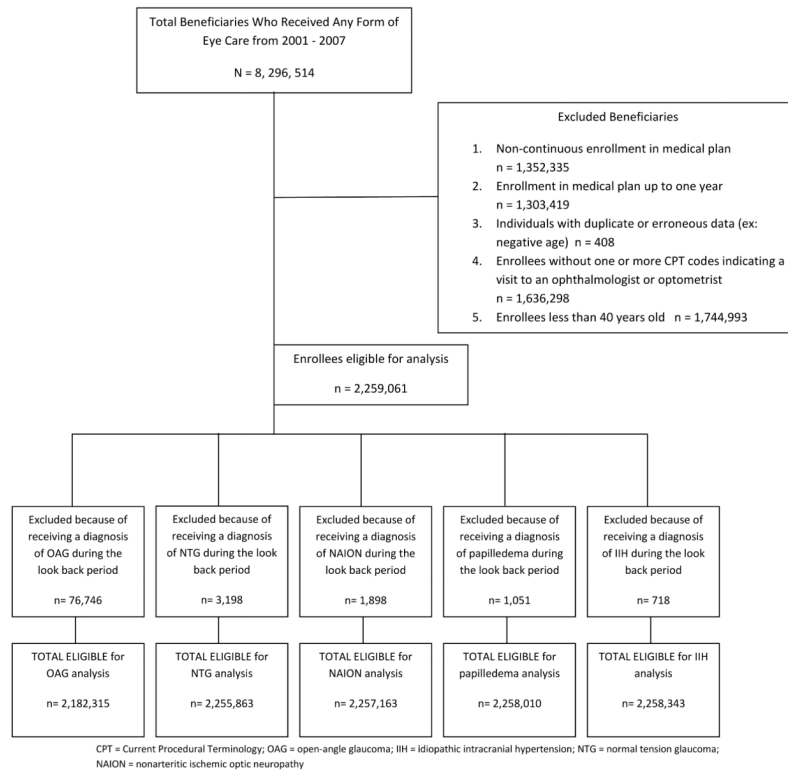 Total Beneficiaries Who Received Any Form of
Eye Care from 2001 - 2007
N = 8, 296, 514
Excluded Beneficiaries
1. Non-continuous enrollment in medical plan
n = 1,352,335
2. Enrollment in medical plan up to one year
n = 1,303,419
3. Individuals with duplicate or erroneous data (ex:
negative age) n = 408
4. Enrollees without one or more CPT codes indicating a
visit to an ophthalmologist or optometrist
n = 1,636,298
5. Enrollees less than 40 years old n = 1,744,993
Enrollees eligible for analysis
n = 2,259,061
Excluded because of
receiving a diagnosis
of OAG during the
look back period
n= 76,746
Excluded because of
receiving a diagnosis
of NTG during the look
back period
n= 3,198
Excluded because of
receiving a diagnosis
of NAION during the
look back period
n= 1,898
Excluded because of
receiving a diagnosis
of papilledema during
the look back period
n= 1,051
Excluded because of
receiving a diagnosis
of IIH during the look
back period
n= 718
TOTAL ELIGIBLE for
OAG analysis
n= 2,182,315
TOTAL ELIGIBLE for
NTG analysis
n= 2,255,863
TOTAL ELIGIBLE for
NAION analysis
n= 2,257,163
TOTAL ELIGIBLE for
papilledema analysis
n= 2,258,010
TOTAL ELIGIBLE for IIH
analysis
n= 2,258,343
CPT = Current Procedural Terminology; OAG = open-angle glaucoma; IIH = idiopathic intracranial hypertension; NTG = normal tension glaucoma;
NAION = nonarteritic ischemic optic neuropathy